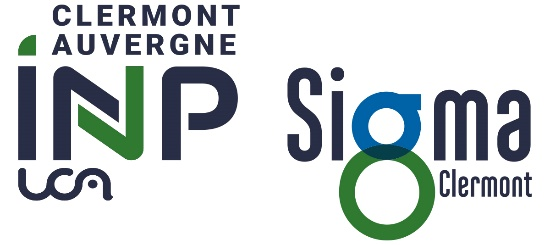 CLERMONT
AUVERGNE
iNP
uca
Sigma
Clermont